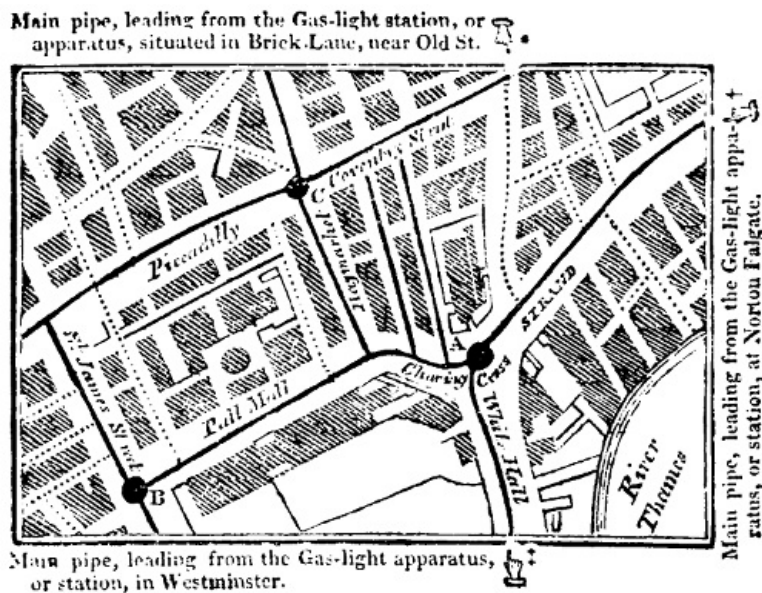 Main pipe, leading from the Gas-light station, or
apparatus, situated in Brick-Lane, near Old St.
C
Coventry Street
Haymarket
Piccadilly
STRAND
A
Charing Cross
St. James Street
Pall Mall
White Hall
B
River
Thames
Main pipe, leading from the Gas-light appa-
ratus, or station, at Norton Falgate.
Main pipe, leading from the Gas-light apparatus,
or station, in Westminster.